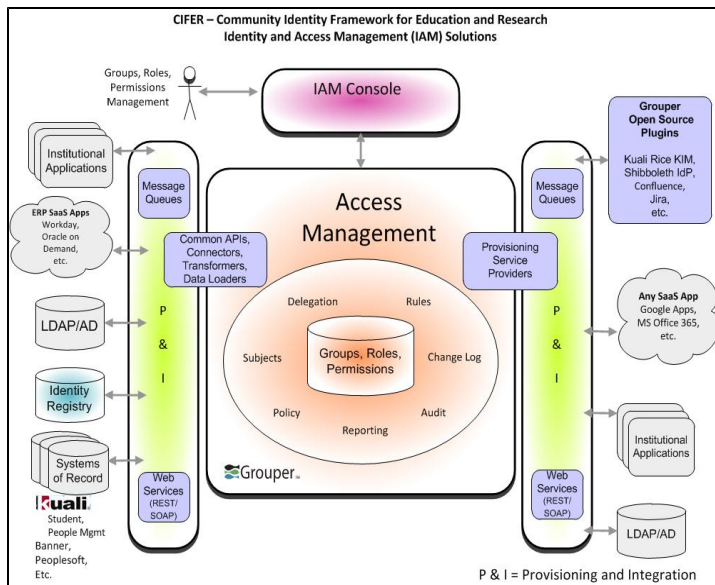 CIFER – Community Identity Framework for Education and Research
Identity and Access Management (IAM) Solutions
Groups, Roles,
Permissions
Management
IAM Console
Institutional
Applications
ERP SaaS Apps
Workday,
Oracle on
Demand,
etc.
LDAP/AD
Identity
Registry
Systems
of Record
Kuali
Student,
People Mgmt
Banner,
Peoplesoft,
Etc.
Message
Queues
Common APIs,
Connectors,
Transformers,
Data Loaders
P
&
I
Web
Services
(REST/
SOAP)
Access
Management
Delegation
Rules
Subjects
Groups, Roles,
Permissions
Change Log
Policy
Audit
Reporting
Grouper
Message
Queues
Provisioning
Service
Providers
P
&
I
Web
Services
(REST/
SOAP)
Grouper
Open Source
Plugins
Kuali Rice KIM,
Shibboleth IdP,
Confluence,
Jira,
etc.
Any SaaS App
Google Apps,
MS Office 365,
etc.
Institutional
Applications
LDAP/AD
P & I = Provisioning and Integration